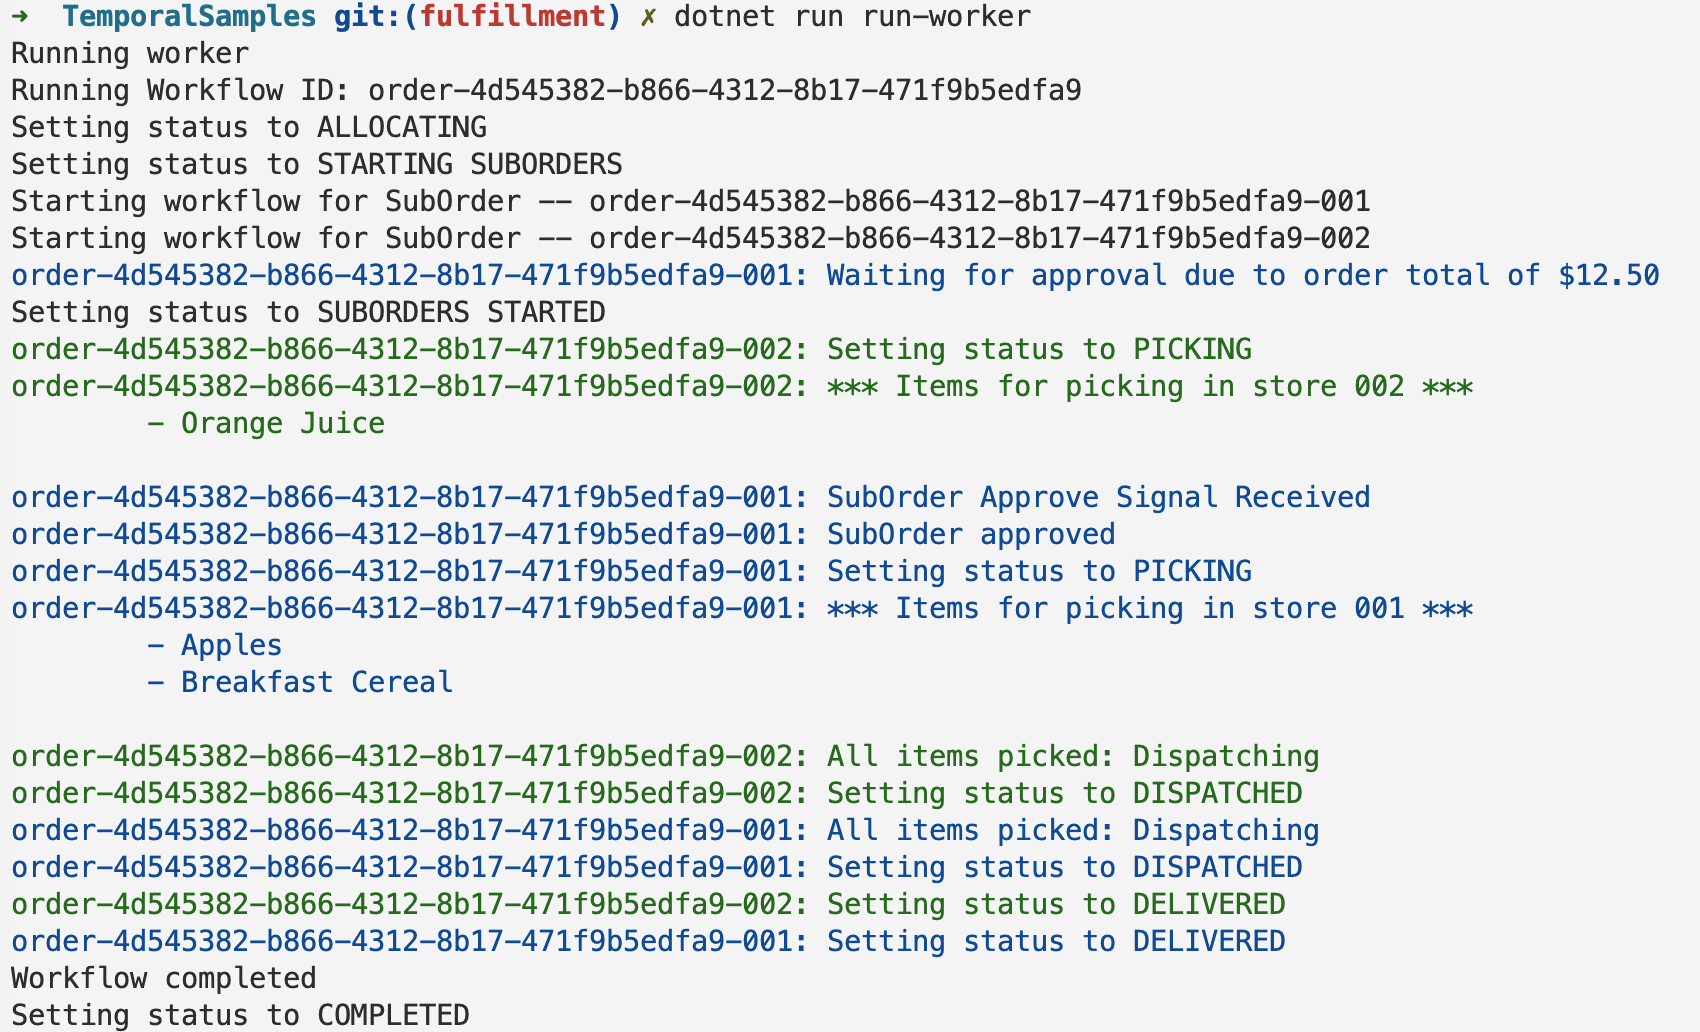 ➜  TemporalSamples git:(fulfillment) ✗ dotnet run run-worker
Running worker
Running Workflow ID: order-4d545382-b866-4312-8b17-471f9b5edfa9
Setting status to ALLOCATING
Setting status to STARTING SUBORDERS
Starting workflow for SubOrder -- order-4d545382-b866-4312-8b17-471f9b5edfa9-001
Starting workflow for SubOrder -- order-4d545382-b866-4312-8b17-471f9b5edfa9-002
order-4d545382-b866-4312-8b17-471f9b5edfa9-001: Waiting for approval due to order total of $12.50
Setting status to SUBORDERS STARTED
order-4d545382-b866-4312-8b17-471f9b5edfa9-002: Setting status to PICKING
order-4d545382-b866-4312-8b17-471f9b5edfa9-002: *** Items for picking in store 002 ***
        - Orange Juice

order-4d545382-b866-4312-8b17-471f9b5edfa9-001: SubOrder Approve Signal Received
order-4d545382-b866-4312-8b17-471f9b5edfa9-001: SubOrder approved
order-4d545382-b866-4312-8b17-471f9b5edfa9-001: Setting status to PICKING
order-4d545382-b866-4312-8b17-471f9b5edfa9-001: *** Items for picking in store 001 ***
        - Apples
        - Breakfast Cereal

order-4d545382-b866-4312-8b17-471f9b5edfa9-002: All items picked: Dispatching
order-4d545382-b866-4312-8b17-471f9b5edfa9-002: Setting status to DISPATCHED
order-4d545382-b866-4312-8b17-471f9b5edfa9-001: All items picked: Dispatching
order-4d545382-b866-4312-8b17-471f9b5edfa9-001: Setting status to DISPATCHED
order-4d545382-b866-4312-8b17-471f9b5edfa9-002: Setting status to DELIVERED
order-4d545382-b866-4312-8b17-471f9b5edfa9-001: Setting status to DELIVERED
Workflow completed
Setting status to COMPLETED